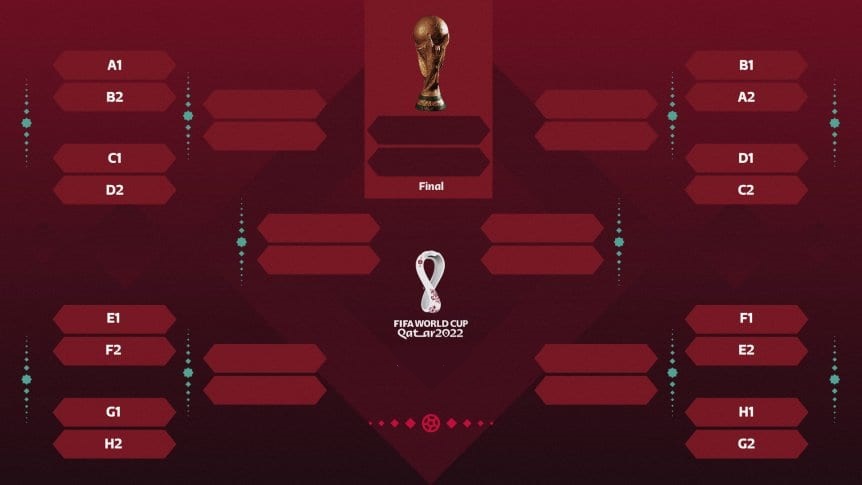 A1
B2
C1
D2
E1
F2
G1
H2
Final
FIFA WORLD CUP
Qatar2022
B1
A2
D1
C2
F1
E2
H1
G2